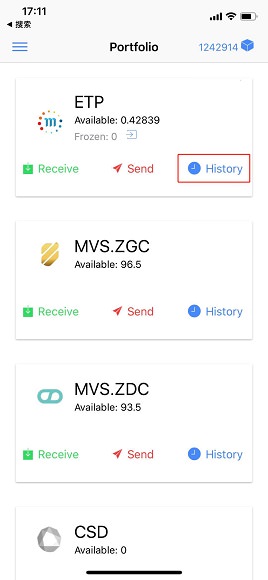 17:11
搜索
Portfolio
1242914
ETP
Available: 0.42839
Frozen: 0
Receive
Send
History
MVS.ZGC
Available: 96.5
Receive
Send
History
MVS.ZDC
Available: 93.5
Receive
Send
History
CSD
Available: 0